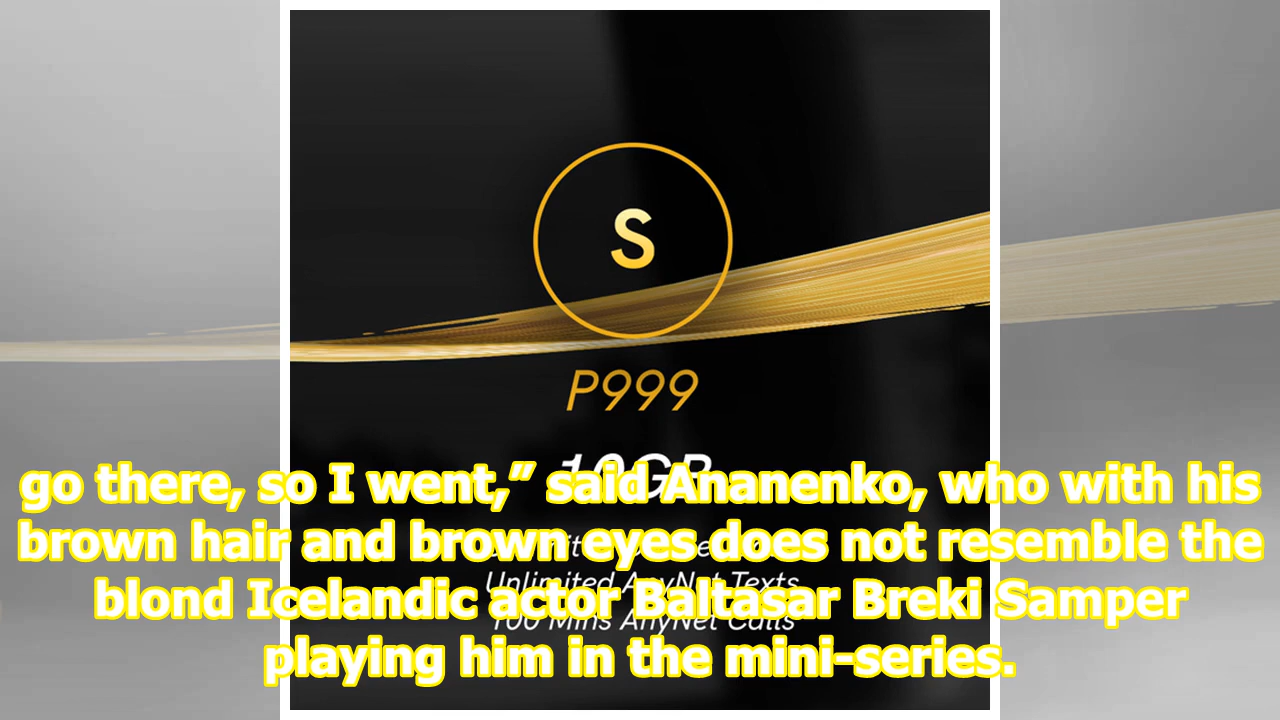 S
P999
10GB
go there, so I went,” said Ananenko, who with his
brown hair and brown eyes does not resemble the
Unlimited AnyNet Texts
blond Icelandic actor Baltasar Breki Samper
100 Mins AnyNet Calls
playing him in the mini-series.